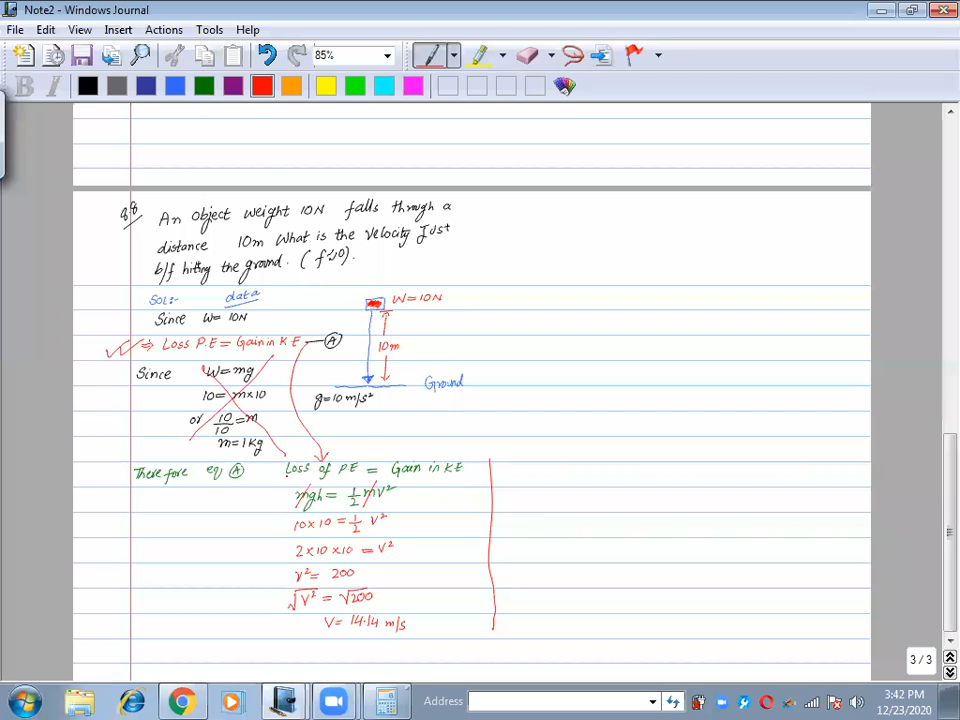 Note2 - Windows Journal
File Edit View Insert Actions Tools Help
85%
Q8 An object weight 10N falls through a
distance 10m What is the velocity Just
b/f hitting the ground. (f≈0).
Sol:- data
Since W= 10N
W=10N
⇒ Loss P.E = Gain in K.E — A
10m
Since W=mg
10= m×10
or 10/10 = m
m=1Kg
Ground
g=10 m/s²
Therefore eq A Loss of P.E = Gain in KE
mgh = 1/2 mV²
10×10 = 1/2 V²
2×10×10 = V²
V²= 200
√V² = √200
V= 14.14 m/s
3 / 3
Address
3:42 PM
12/23/2020